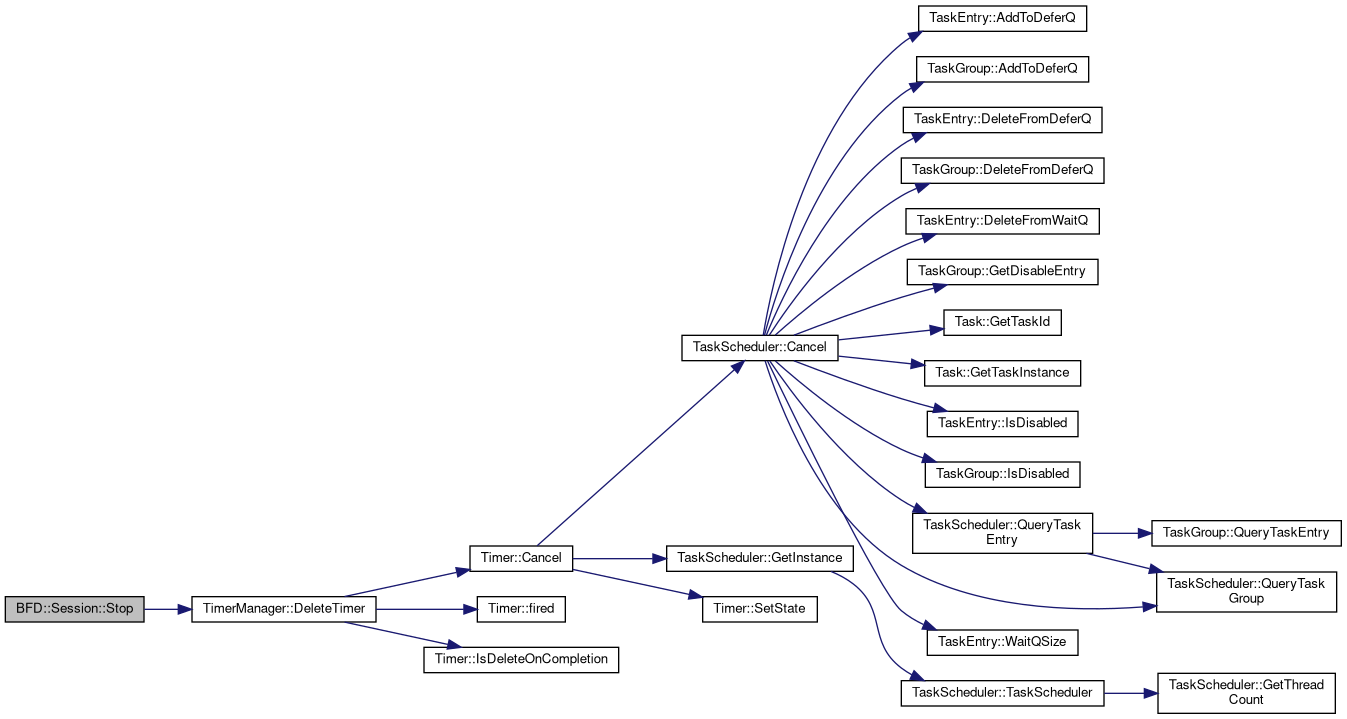 TaskEntry::AddToDeferQ
TaskGroup::AddToDeferQ
TaskEntry::DeleteFromDeferQ
TaskGroup::DeleteFromDeferQ
TaskEntry::DeleteFromWaitQ
TaskGroup::GetDisableEntry
Task::GetTaskId
TaskScheduler::Cancel
Task::GetTaskInstance
TaskEntry::IsDisabled
TaskGroup::IsDisabled
TaskScheduler::QueryTask
Entry
TaskGroup::QueryTaskEntry
Timer::Cancel
TaskScheduler::GetInstance
TaskScheduler::QueryTask
Group
BFD::Session::Stop
TimerManager::DeleteTimer
Timer::fired
Timer::SetState
TaskEntry::WaitQSize
Timer::IsDeleteOnCompletion
TaskScheduler::TaskScheduler
TaskScheduler::GetThread
Count